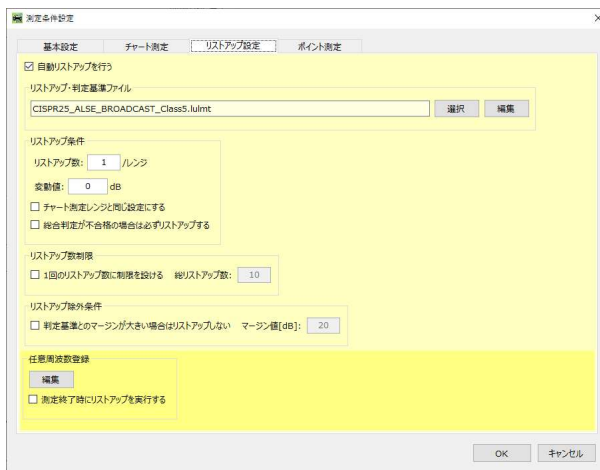 測定条件設定
基本設定 チャート測定 リストアップ設定 ポイント測定
自動リストアップを行う
リストアップ・判定基準ファイル
CISPR25_ALSE_BROADCAST_Class5.lulmt 選択 編集
リストアップ条件
リストアップ数: 1 /レンジ
変動値: 0 dB
チャート測定レンジと同じ設定にする
総合判定が不合格の場合は必ずリストアップする
リストアップ数制限
1回のリストアップ数に制限を設ける 総リストアップ数: 10
リストアップ除外条件
判定基準とのマージンが大きい場合はリストアップしない マージン値[dB]: 20
任意周波数登録
編集
測定終了時にリストアップを実行する
OK キャンセル